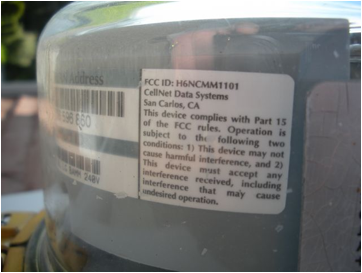 Address
FCC ID: H6NCMM1101
CellNet Data Systems
San Carlos, CA
This device complies with Part 15
of the FCC rules. Operation is
subject to the following two
conditions: 1) This device may not
cause harmful interference, and 2)
This device must accept any
interference received, including
interference that may cause
undesired operation.
240V